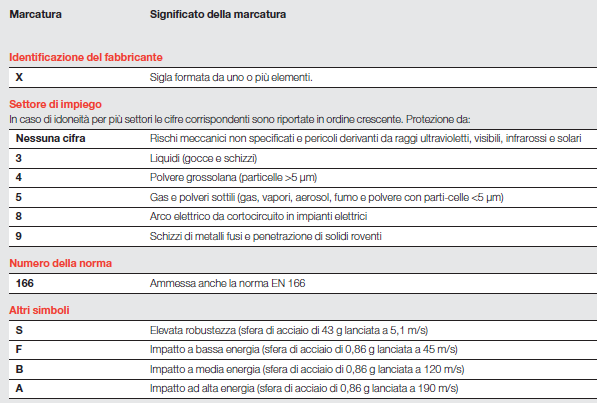 Marcatura Significato della marcatura
Identificazione del fabbricante
X Sigla formata da uno o più elementi.
Settore di impiego
In caso di idoneità per più settori le cifre corrispondenti sono riportate in ordine crescente. Protezione da:
Nessuna cifra Rischi meccanici non specificati e pericoli derivanti da raggi ultravioletti, visibili, infrarossi e solari
3 Liquidi (gocce e schizzi)
4 Polvere grossolana (particelle >5 µm)
5 Gas e polveri sottili (gas, vapori, aerosol, fumo e polvere con parti-celle <5 µm)
8 Arco elettrico da cortocircuito in impianti elettrici
9 Schizzi di metalli fusi e penetrazione di solidi roventi
Numero della norma
166 Ammessa anche la norma EN 166
Altri simboli
S Elevata robustezza (sfera di acciaio di 43 g lanciata a 5,1 m/s)
F Impatto a bassa energia (sfera di acciaio di 0,86 g lanciata a 45 m/s)
B Impatto a media energia (sfera di acciaio di 0,86 g lanciata a 120 m/s)
A Impatto ad alta energia (sfera di acciaio di 0,86 g lanciata a 190 m/s)